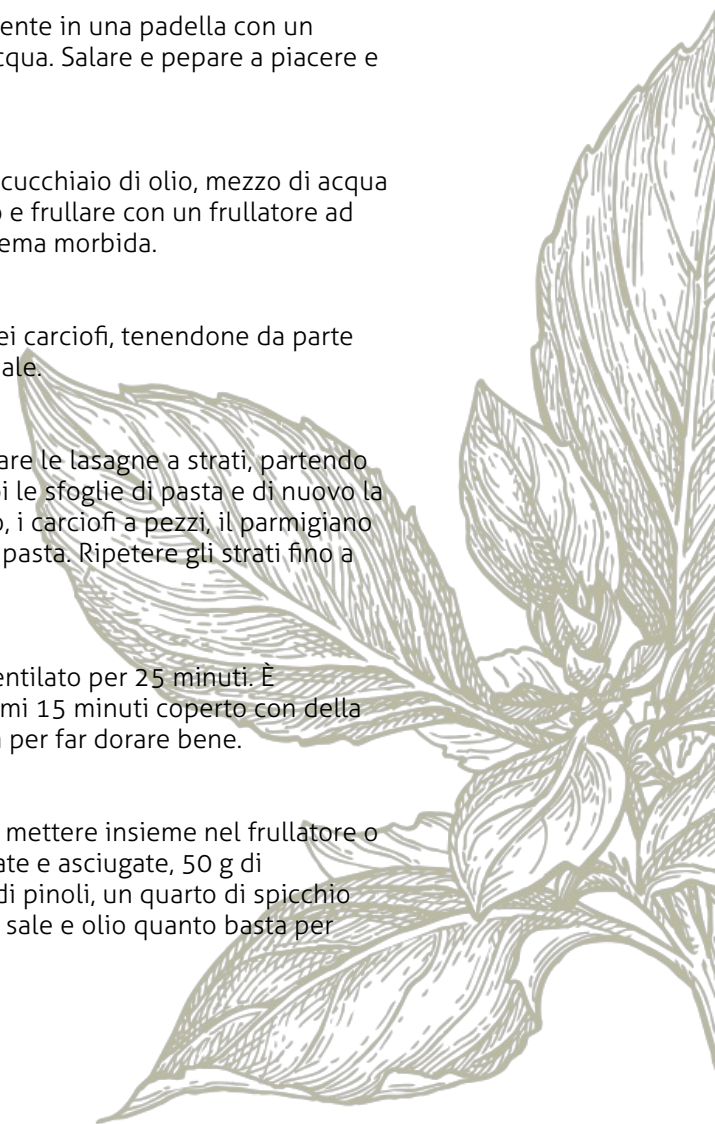 ente in una padella con un
cqua. Salare e pepare a piacere e
cucchiaio di olio, mezzo di acqua
o e frullare con un frullatore ad
ema morbida.
ei carciofi, tenendone da parte
ale.
are le lasagne a strati, partendo
oi le sfoglie di pasta e di nuovo la
o, i carciofi a pezzi, il parmigiano
pasta. Ripetere gli strati fino a
entilato per 25 minuti. È
mi 15 minuti coperto con della
a per far dorare bene.
mettere insieme nel frullatore o
ate e asciugate, 50 g di
di pinoli, un quarto di spicchio
sale e olio quanto basta per